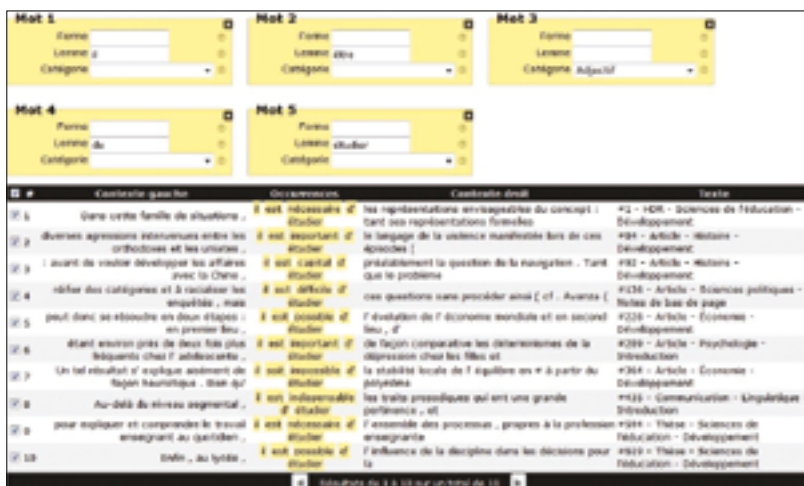 Mot 1
Forme
Lemme il
Catégorie
Mot 2
Forme
Lemme être
Catégorie
Mot 3
Forme
Lemme
Catégorie Adjectif
Mot 4
Forme
Lemme de
Catégorie
Mot 5
Forme
Lemme étudier
Catégorie
# Contexte gauche Occurrences Contexte droit Texte
1 Dans cette famille de situations , il est nécessaire d' étudier les représentations envisageables du concept : tant ses représentations formelles #1 - HDR - Sciences de l'éducation - Développement
2 diverses agressions intervenues entre les orthodoxes et les uniates , il est important d' étudier le langage de la violence manifestée lors de ces épisodes [ - Article - Histoire - Développement
3 : avant de vouloir développer les affaires avec la Chine , il est capital d' étudier préalablement la question de la navigation . Tant que le problème - Article - Histoire - Développement
4 des catégories et à racialiser les enquêtés , mais il est difficile d' étudier ces questions sans procéder ainsi ( cf . Avanza ( - Article - Sciences politiques - Notes de bas de page
5 peut donc se résoudre en deux étapes : en premier lieu , il est possible d' étudier l' évolution de l' économie mondiale et en second lieu , d' - Article - Économie - Développement
6 étant environ près de deux fois plus fréquents chez l' adolescente , il est important d' étudier de façon comparative les déterminismes de la dépression chez les filles et - Article - Psychologie - Introduction
7 Un tel résultat s' explique aisément de façon heuristique . Bien qu' il soit impossible d' étudier la stabilité locale de l' équilibre en à partir du polynôme - Article - Économie - Développement
8 Au-delà du niveau segmental , il est indispensable d' étudier les traits prosodiques qui ont une grande pertinence , et - Communication - Linguistique - Introduction
9 pour expliquer et comprendre le travail enseignant au quotidien , il est nécessaire d' étudier l' ensemble des processus , propres à la profession enseignante - Thèse - Sciences de l'éducation - Développement
10 Enfin , au lycée , il est possible d' étudier l' influence de la discipline dans les décisions pour la - Thèse - Sciences de l'éducation - Développement
Résultats de 1 à 10 sur un total de 10